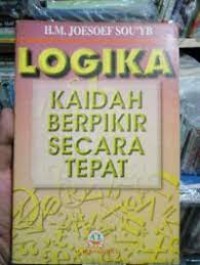 H.M. JOESOEF SOU'YB
LOGIKA
KAIDAH
BERPIKIR
SECARA
TEPAT